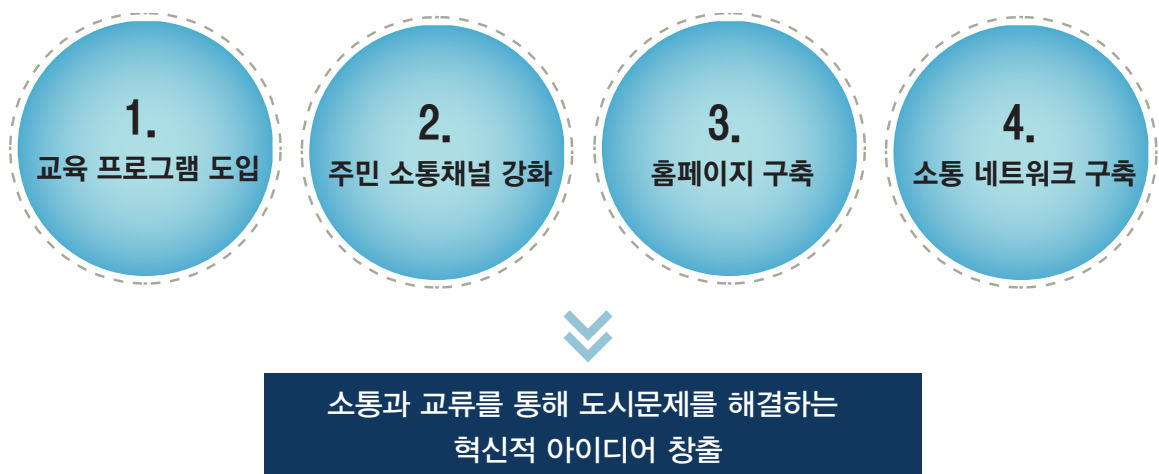 1.
교육 프로그램 도입
2.
주민 소통채널 강화
3.
홈페이지 구축
4.
소통 네트워크 구축
소통과 교류를 통해 도시문제를 해결하는
혁신적 아이디어 창출